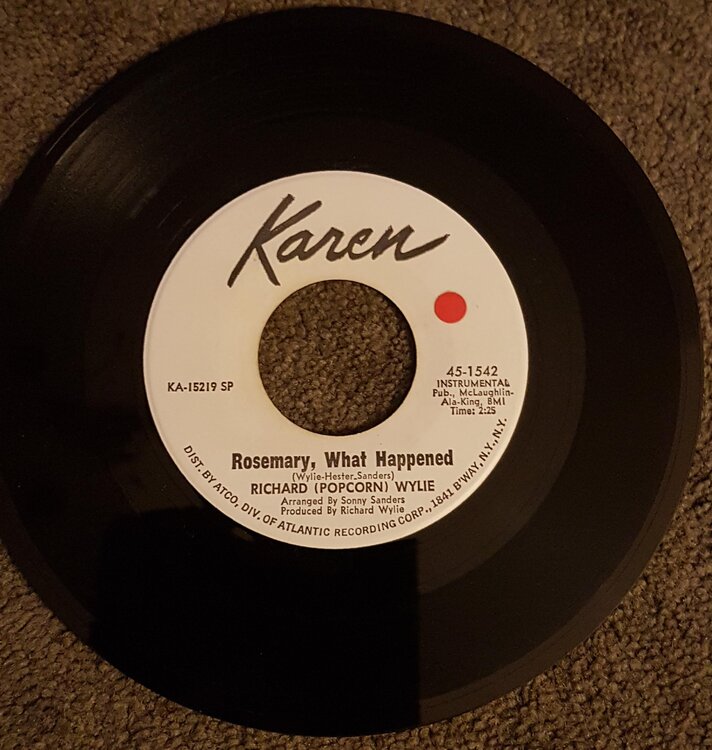 Karen
KA-15219 SP
45-1542
INSTRUMENTAL
Pub., McLaughlin-
Ala-King, BMI
Time: 2:25
Rosemary, What Happened
(Wylie-Hester-Sanders)
RICHARD (POPCORN) WYLIE
Arranged By Sonny Sanders
Produced By Richard Wylie
DIST. BY ATCO, DIV. OF ATLANTIC RECORDING CORP., 1841 B'WAY, N.Y., N.Y.